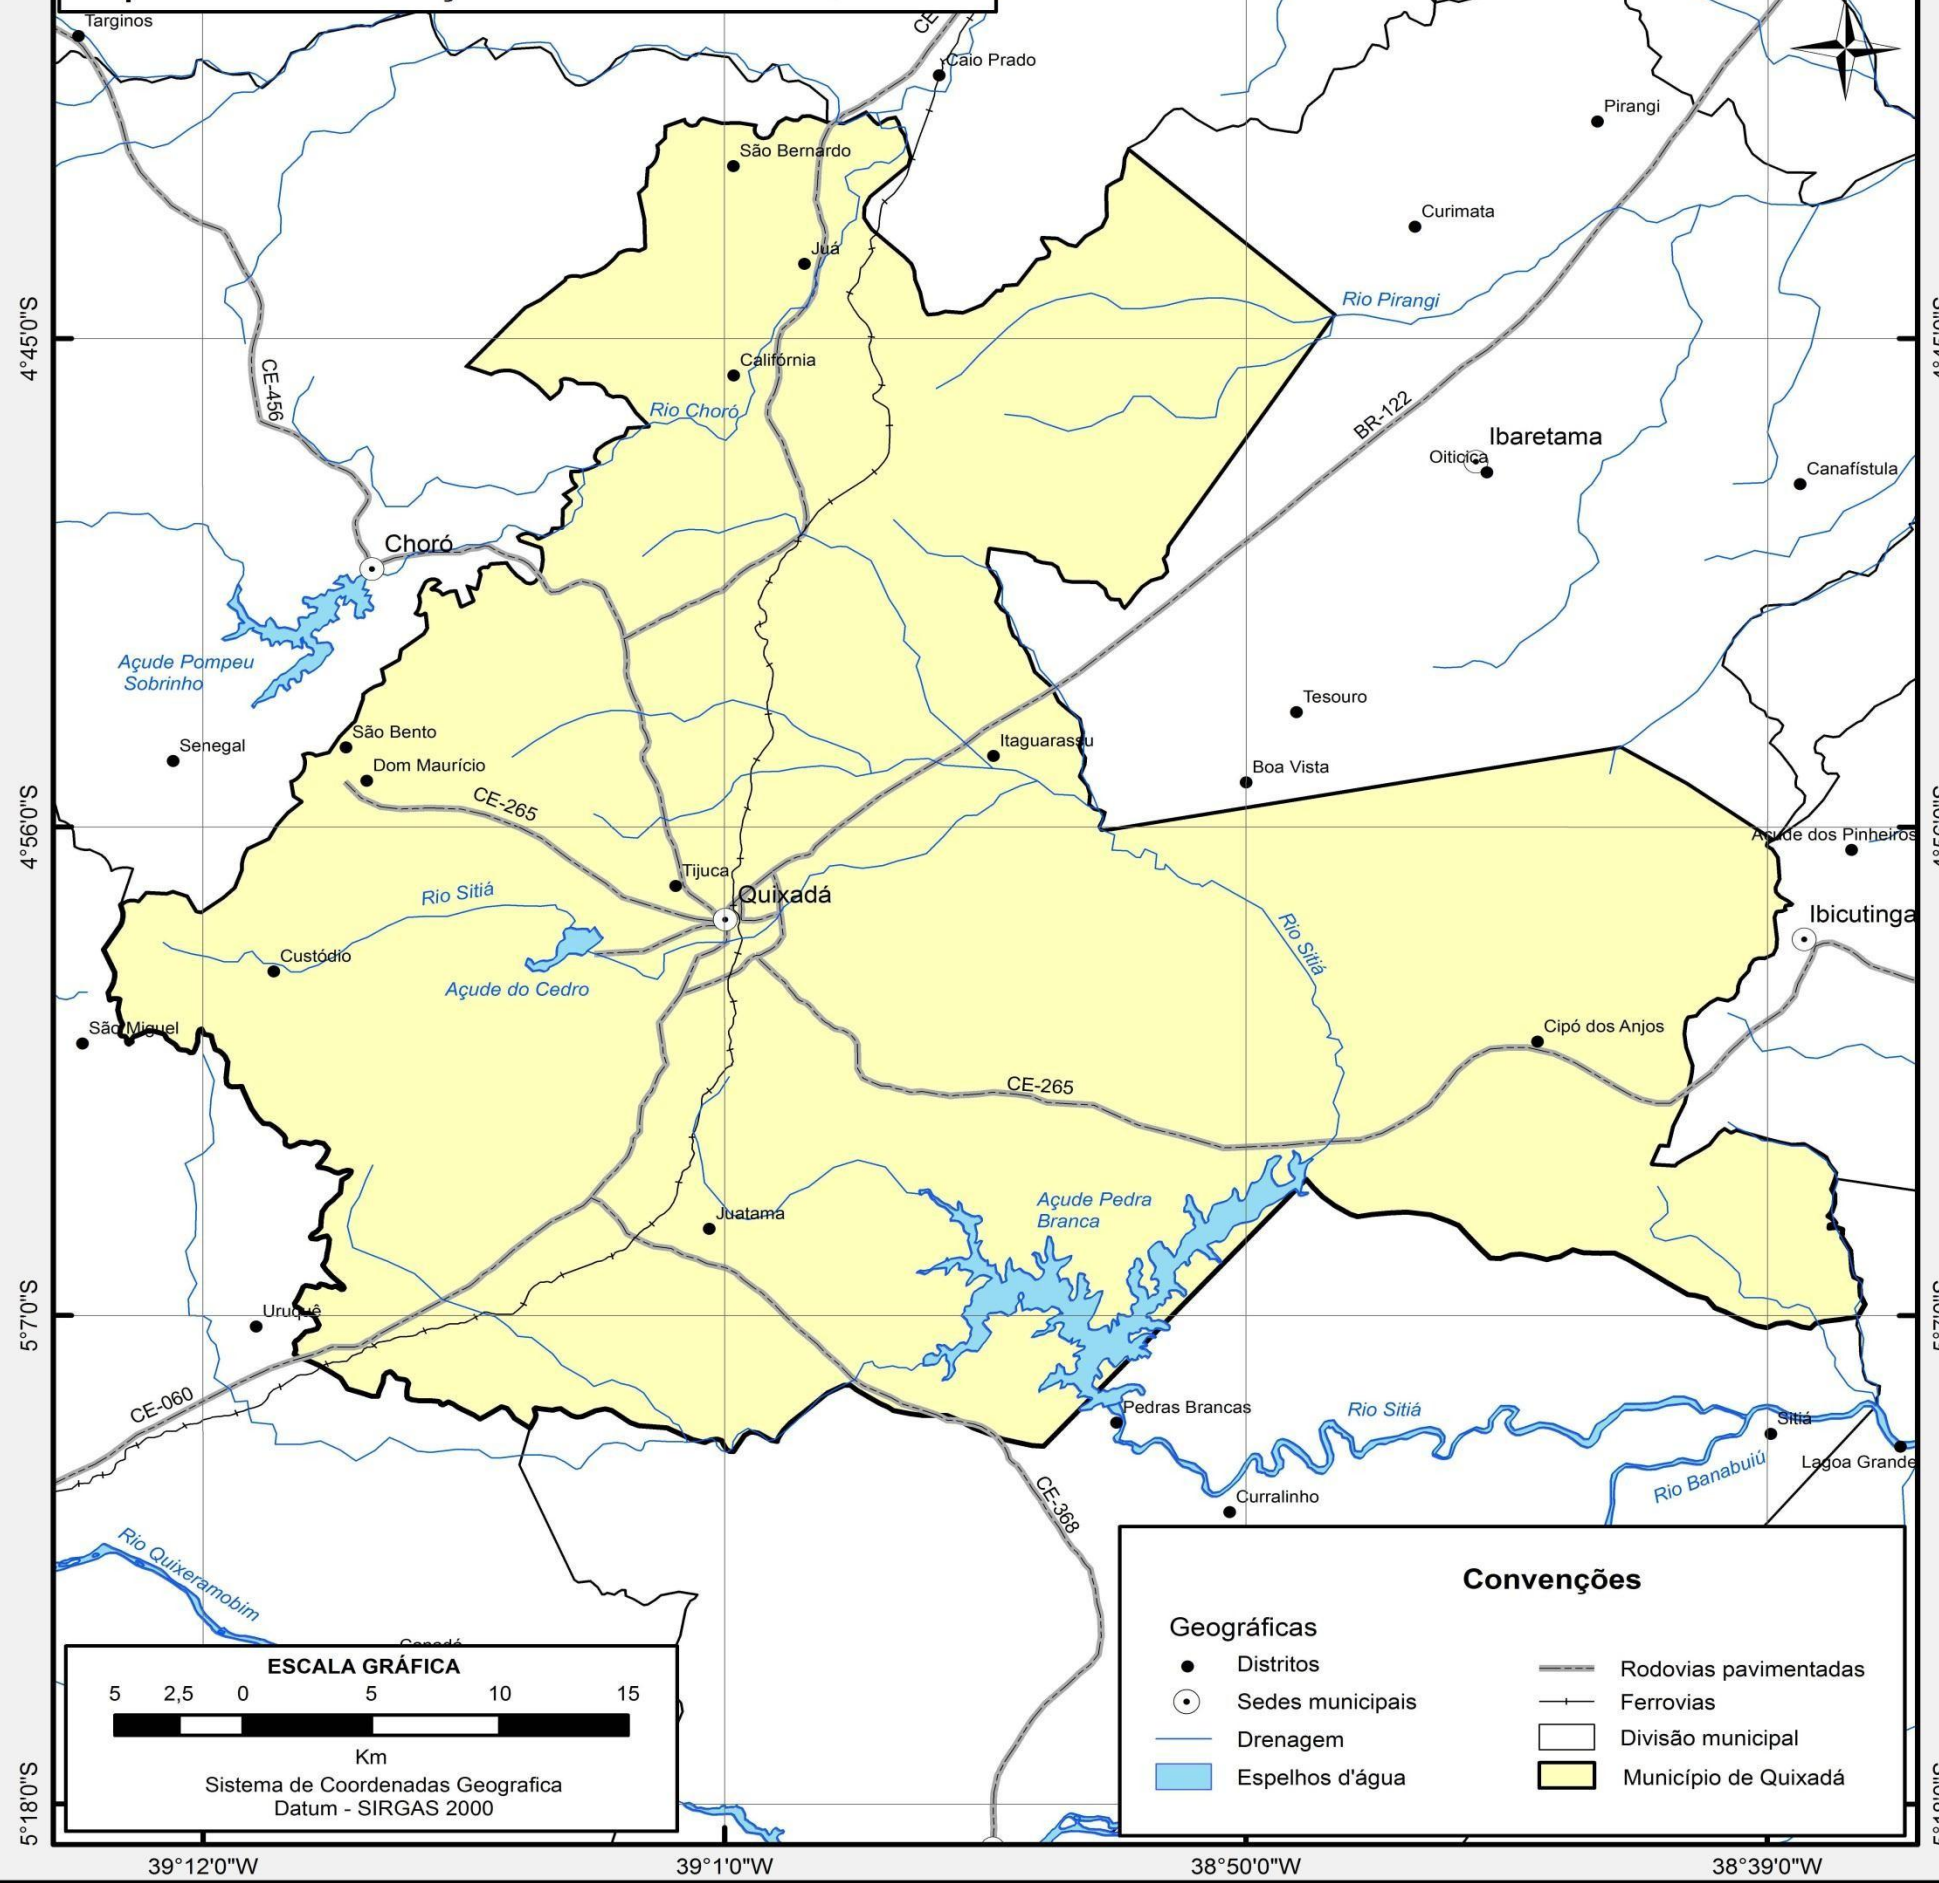 Targinos
CE
Caio Prado
Pirangi
São Bernardo
Curimata
Juá
Rio Pirangi
4°45'0"S
4°45'0"S
Califórnia
CE-456
Rio Choró
BR-122
Ibaretama
Oiticica
Canafístula
Choró
Açude Pompeu
Sobrinho
Tesouro
São Bento
Senegal
Itaguarassu
Dom Maurício
Boa Vista
CE-265
4°56'0"S
Açude dos Pinheiros
Tijuca
Quixadá
Rio Sitiá
Ibicutinga
Rio Sitiá
Custódio
Açude do Cedro
São Miguel
Cipó dos Anjos
CE-265
Açude Pedra
Branca
Juatama
5°7'0"S
Uruquê
CE-060
Pedras Brancas
Rio Sitiá
Sitiá
Lagoa Grande
Rio Banabuiú
Curralinho
CE-368
Rio Quixeramobim
ESCALA GRÁFICA
5 2,5 0 5 10 15
Km
Sistema de Coordenadas Geografica
Datum - SIRGAS 2000
Convenções
Geográficas
Distritos
Sedes municipais
Drenagem
Espelhos d'água
Rodovias pavimentadas
Ferrovias
Divisão municipal
Município de Quixadá
5°18'0"S
39°12'0"W 39°1'0"W 38°50'0"W 38°39'0"W